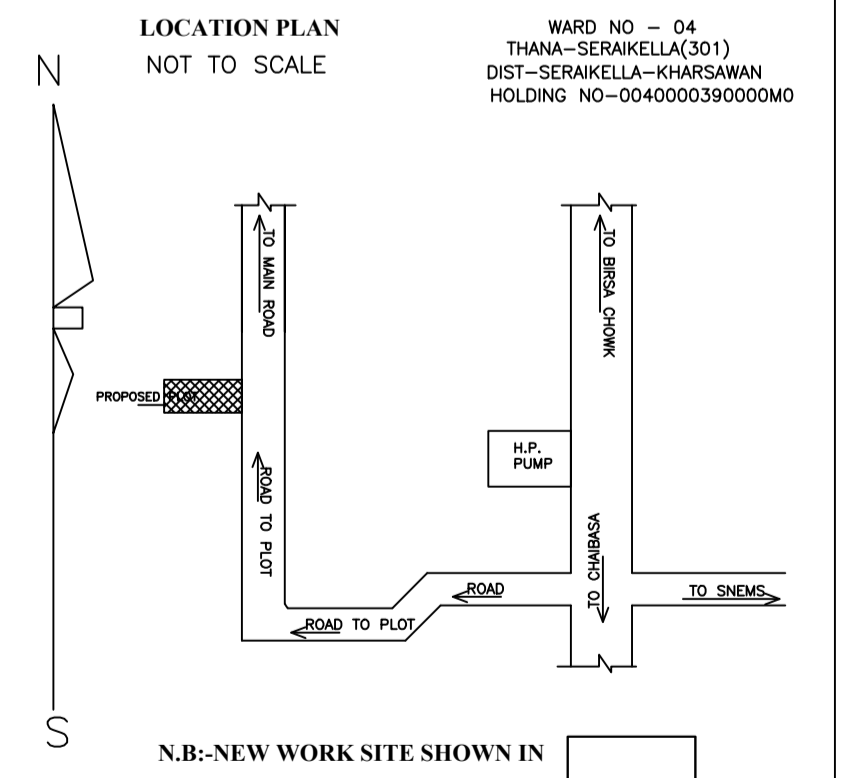 LOCATION PLAN
NOT TO SCALE
WARD NO - 04
THANA-SERAIKELLA(301)
DIST-SERAIKELLA-KHARSAWAN
HOLDING NO-0040000390000M0
N
TO MAIN ROAD
TO BIRSA CHOWK
PROPOSED PLOT
H.P.
PUMP
ROAD TO PLOT
TO CHAIBASA
ROAD
TO SNEMS
ROAD TO PLOT
S
N.B:-NEW WORK SITE SHOWN IN